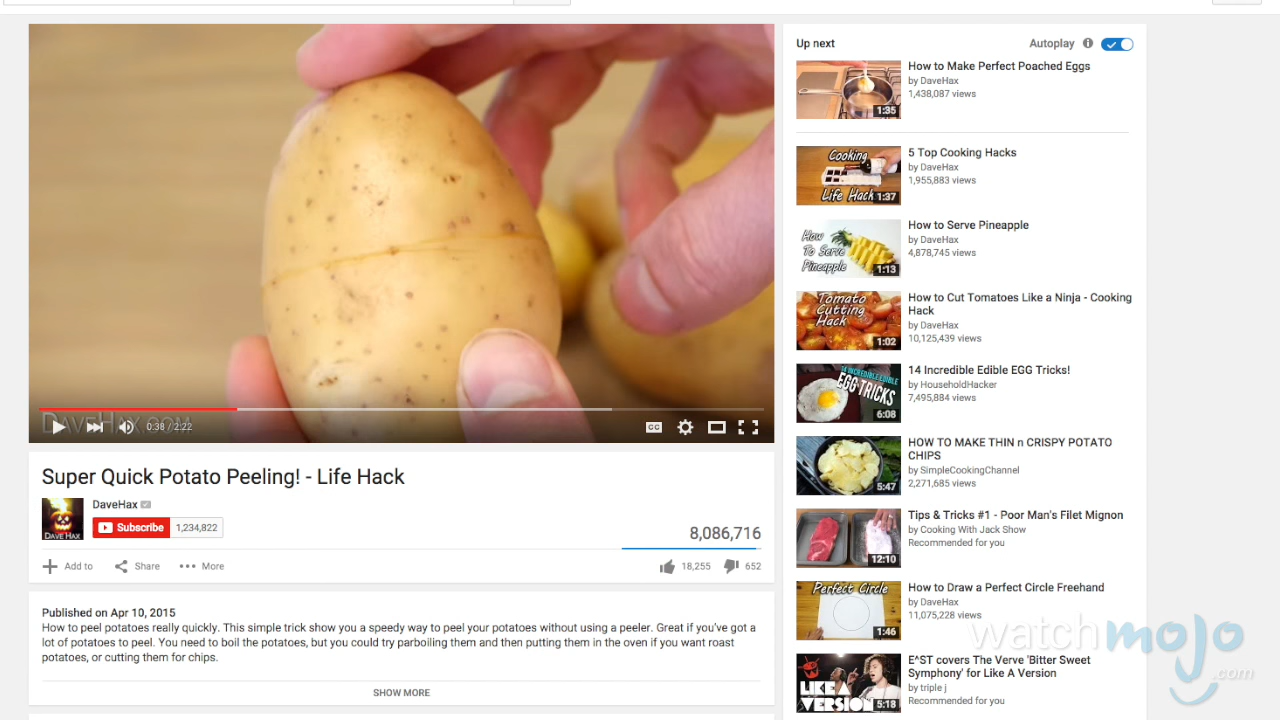 DAVEHAX.COM
0:38 / 2:22
CC
Super Quick Potato Peeling! - Life Hack
DAVE HAX
DaveHax
Subscribe 1,234,822
8,086,716
Add to Share More 18,255 652
Published on Apr 10, 2015
How to peel potatoes really quickly. This simple trick show you a speedy way to peel your potatoes without using a peeler. Great if you've got a
lot of potatoes to peel. You need to boil the potatoes, but you could try parboiling them and then putting them in the oven if you want roast
potatoes, or cutting them for chips.
SHOW MORE
Up next Autoplay
1:35
How to Make Perfect Poached Eggs
by DaveHax
1,438,087 views
Cooking
Life Hack 1:37
5 Top Cooking Hacks
by DaveHax
1,955,883 views
How
To Serve
Pineapple 1:13
How to Serve Pineapple
by DaveHax
4,878,745 views
Tomato
Cutting
Hack
1:02
How to Cut Tomatoes Like a Ninja - Cooking
Hack
by DaveHax
10,125,439 views
14 INCREDIBLE EDIBLE
EGG TRICKS
6:08
14 Incredible Edible EGG Tricks!
by HouseholdHacker
7,495,884 views
5:47
HOW TO MAKE THIN n CRISPY POTATO
CHIPS
by SimpleCookingChannel
2,271,685 views
12:10
Tips & Tricks #1 - Poor Man's Filet Mignon
by Cooking With Jack Show
Recommended for you
Perfect Circle
1:46
How to Draw a Perfect Circle Freehand
by DaveHax
11,075,228 views
LIKE A
VERSION 5:18
E^ST covers The Verve 'Bitter Sweet
Symphony' for Like A Version
by triple j
Recommended for you
watchmojo
.com